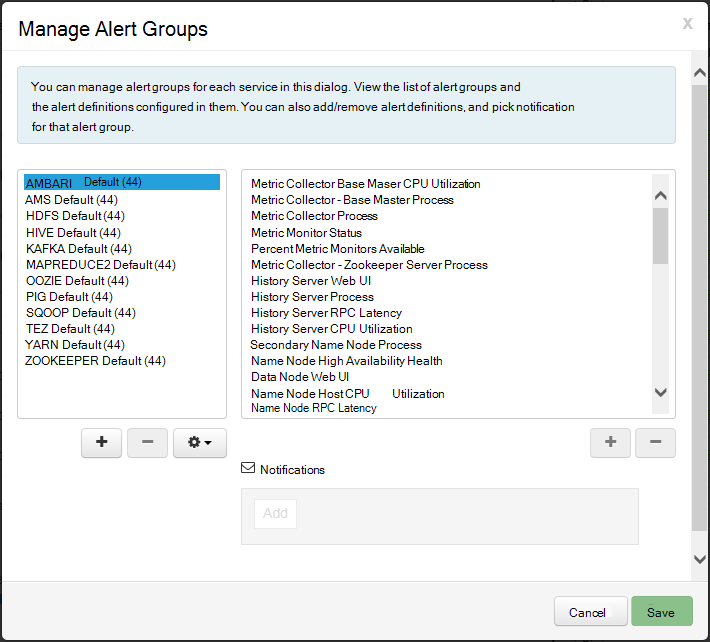 Manage Alert Groups
x
You can manage alert groups for each service in this dialog. View the list of alert groups and
the alert definitions configured in them. You can also add/remove alert definitions, and pick notification
for that alert group.
AMBARI Default (44)
AMS Default (44)
HDFS Default (44)
HIVE Default (44)
KAFKA Default (44)
MAPREDUCE2 Default (44)
OOZIE Default (44)
PIG Default (44)
SQOOP Default (44)
TEZ Default (44)
YARN Default (44)
ZOOKEEPER Default (44)
Metric Collector Base Maser CPU Utilization
Metric Collector - Base Master Process
Metric Collector Process
Metric Monitor Status
Percent Metric Monitors Available
Metric Collector - Zookeeper Server Process
History Server Web UI
History Server Process
History Server RPC Latency
History Server CPU Utilization
Secondary Name Node Process
Name Node High Availability Health
Data Node Web UI
Name Node Host CPU Utilization
Name Node RPC Latency
Notifications
Add
Cancel
Save